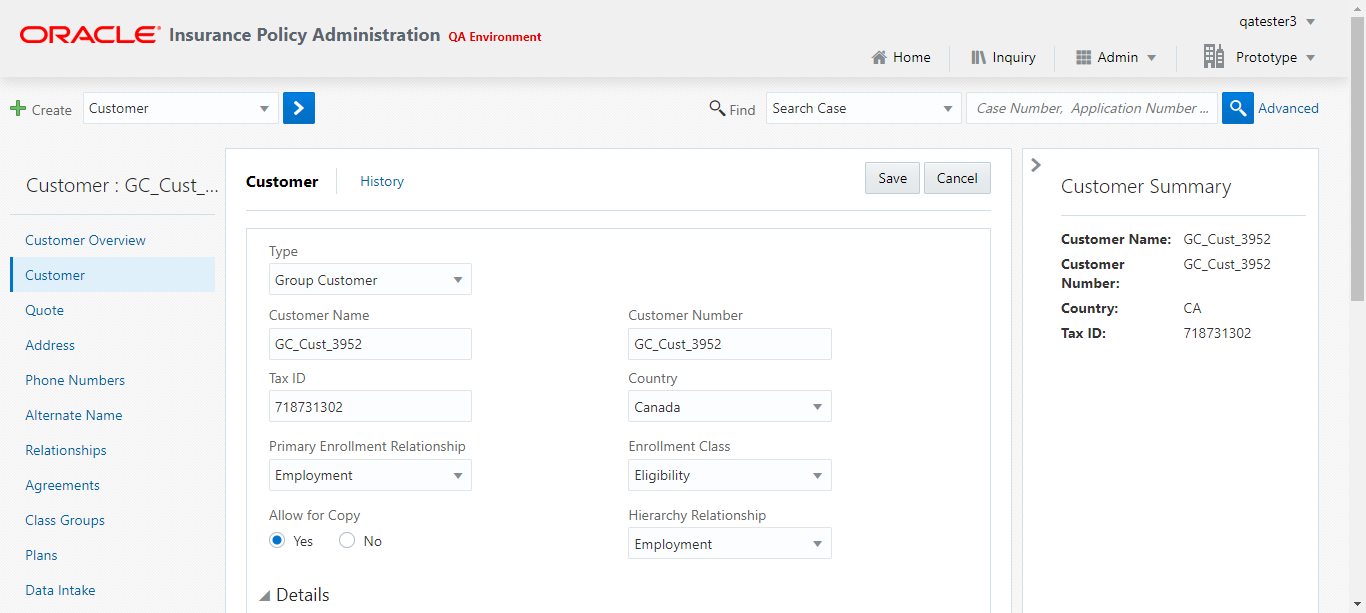 ORACLE Insurance Policy Administration QA Environment
qatester3
Home Inquiry Admin Prototype
Create Customer
Find Search Case Case Number, Application Number ... Advanced
Customer : GC_Cust_...
Customer Overview
Customer
Quote
Address
Phone Numbers
Alternate Name
Relationships
Agreements
Class Groups
Plans
Data Intake
Customer History Save Cancel
Type
Group Customer
Customer Name Customer Number
GC_Cust_3952 GC_Cust_3952
Tax ID Country
718731302 Canada
Primary Enrollment Relationship Enrollment Class
Employment Eligibility
Allow for Copy Hierarchy Relationship
Yes No Employment
Details
Customer Summary
Customer Name: GC_Cust_3952
Customer GC_Cust_3952
Number:
Country: CA
Tax ID: 718731302